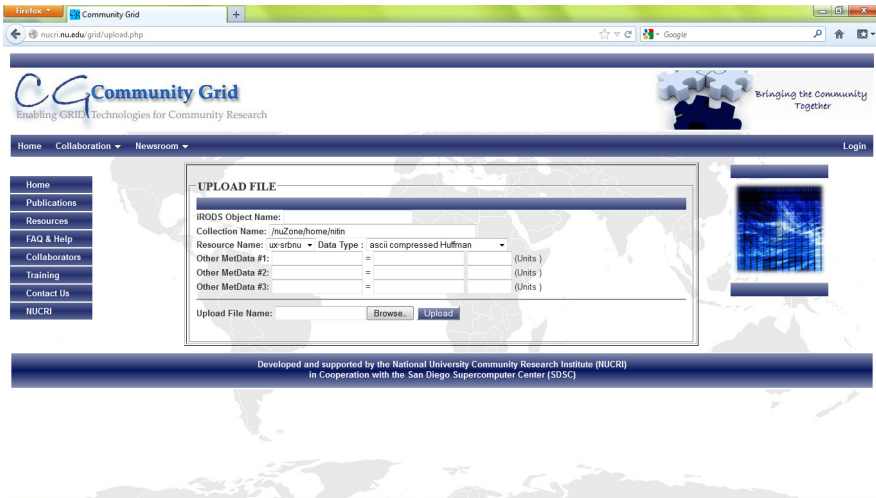 Firefox
Community Grid
nucri.nu.edu/grid/upload.php
Google
CG Community Grid
Enabling GRID Technologies for Community Research
Bringing the Community
Together
Home Collaboration Newsroom Login
Home
Publications
Resources
FAQ & Help
Collaborators
Training
Contact Us
NUCRI
UPLOAD FILE
iRODS Object Name:
Collection Name: /nuZone/home/nitin
Resource Name: ux-srbnu Data Type : ascii compressed Huffman
Other MetData #1: = (Units )
Other MetData #2: = (Units )
Other MetData #3: = (Units )
Upload File Name: Browse.. Upload
Developed and supported by the National University Community Research Institute (NUCRI)
in Cooperation with the San Diego Supercomputer Center (SDSC)